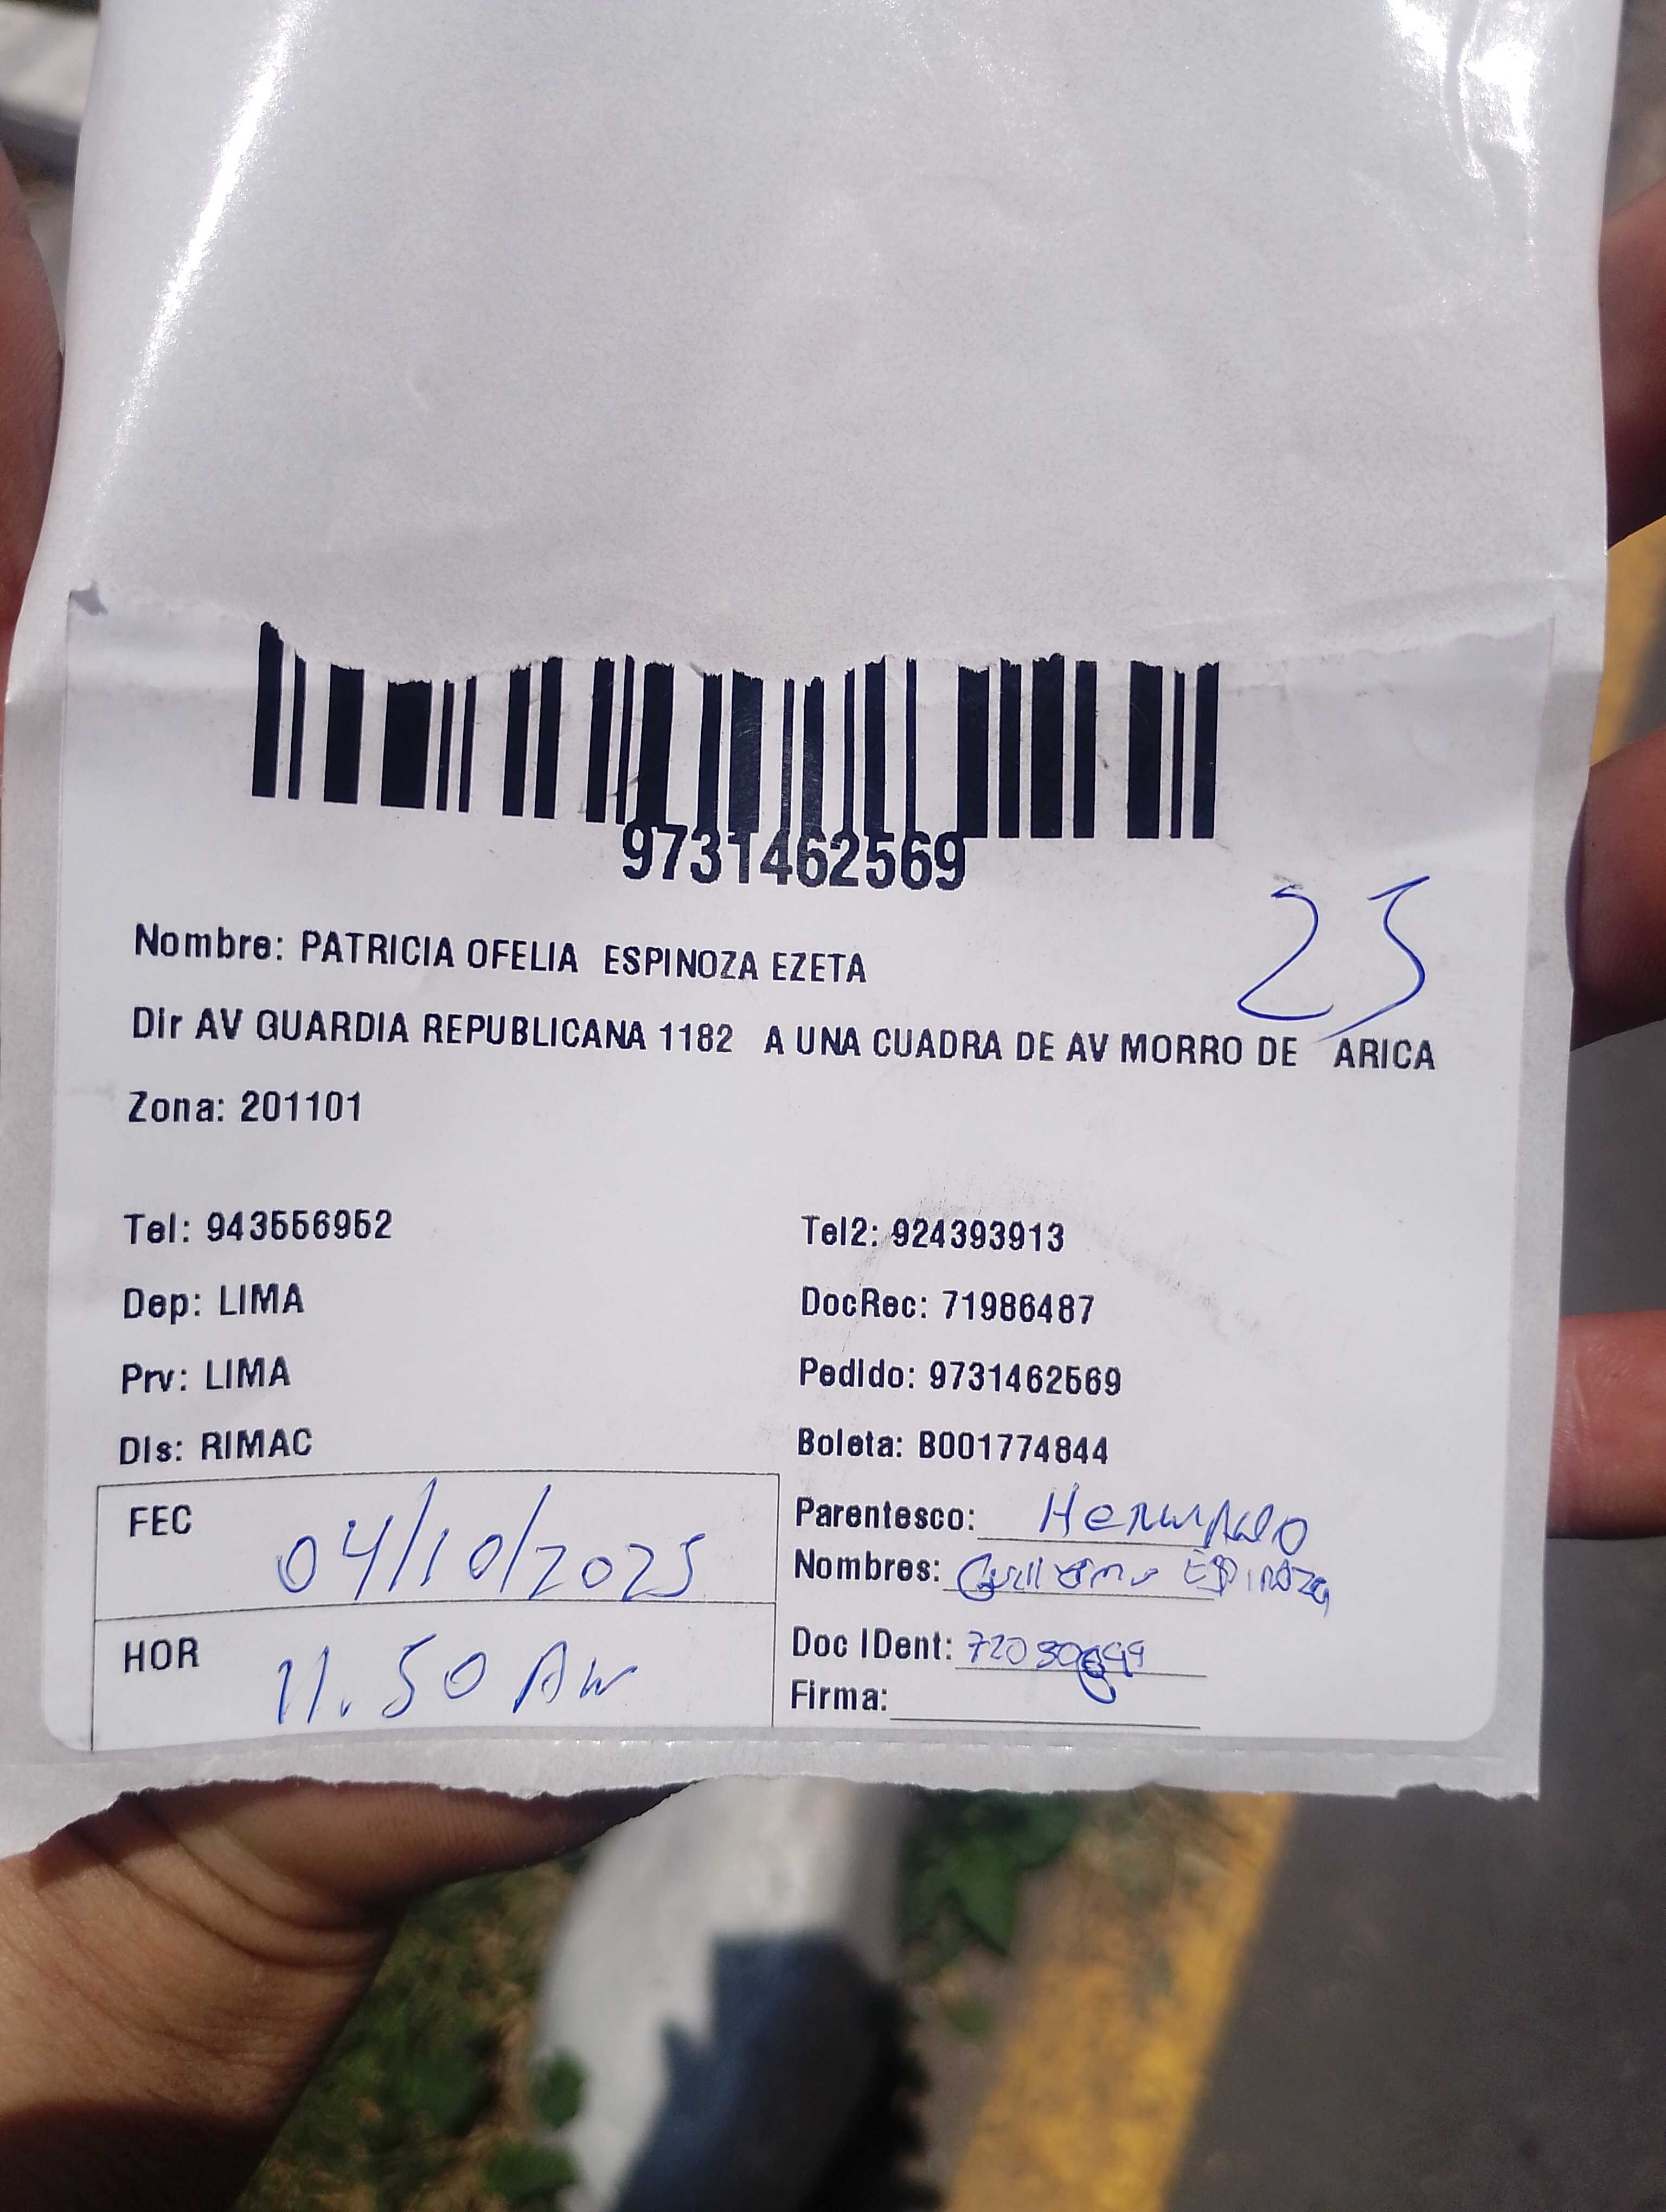 9731462569
23
Nombre: PATRICIA OFELIA ESPINOZA EZETA
Dir AV GUARDIA REPUBLICANA 1182 A UNA CUADRA DE AV MORRO DE ARICA
Zona: 201101
Tel: 943556952 Tel2: 924393913
Dep: LIMA DocRec: 71986487
Prv: LIMA Pedido: 9731462569
Dis: RIMAC Boleta: B001774844
FEC 04/10/2025
Parentesco: Hermano
Nombres: Guillermo Espinoza
HOR 11.50 AM
Doc IDent:
Firma: